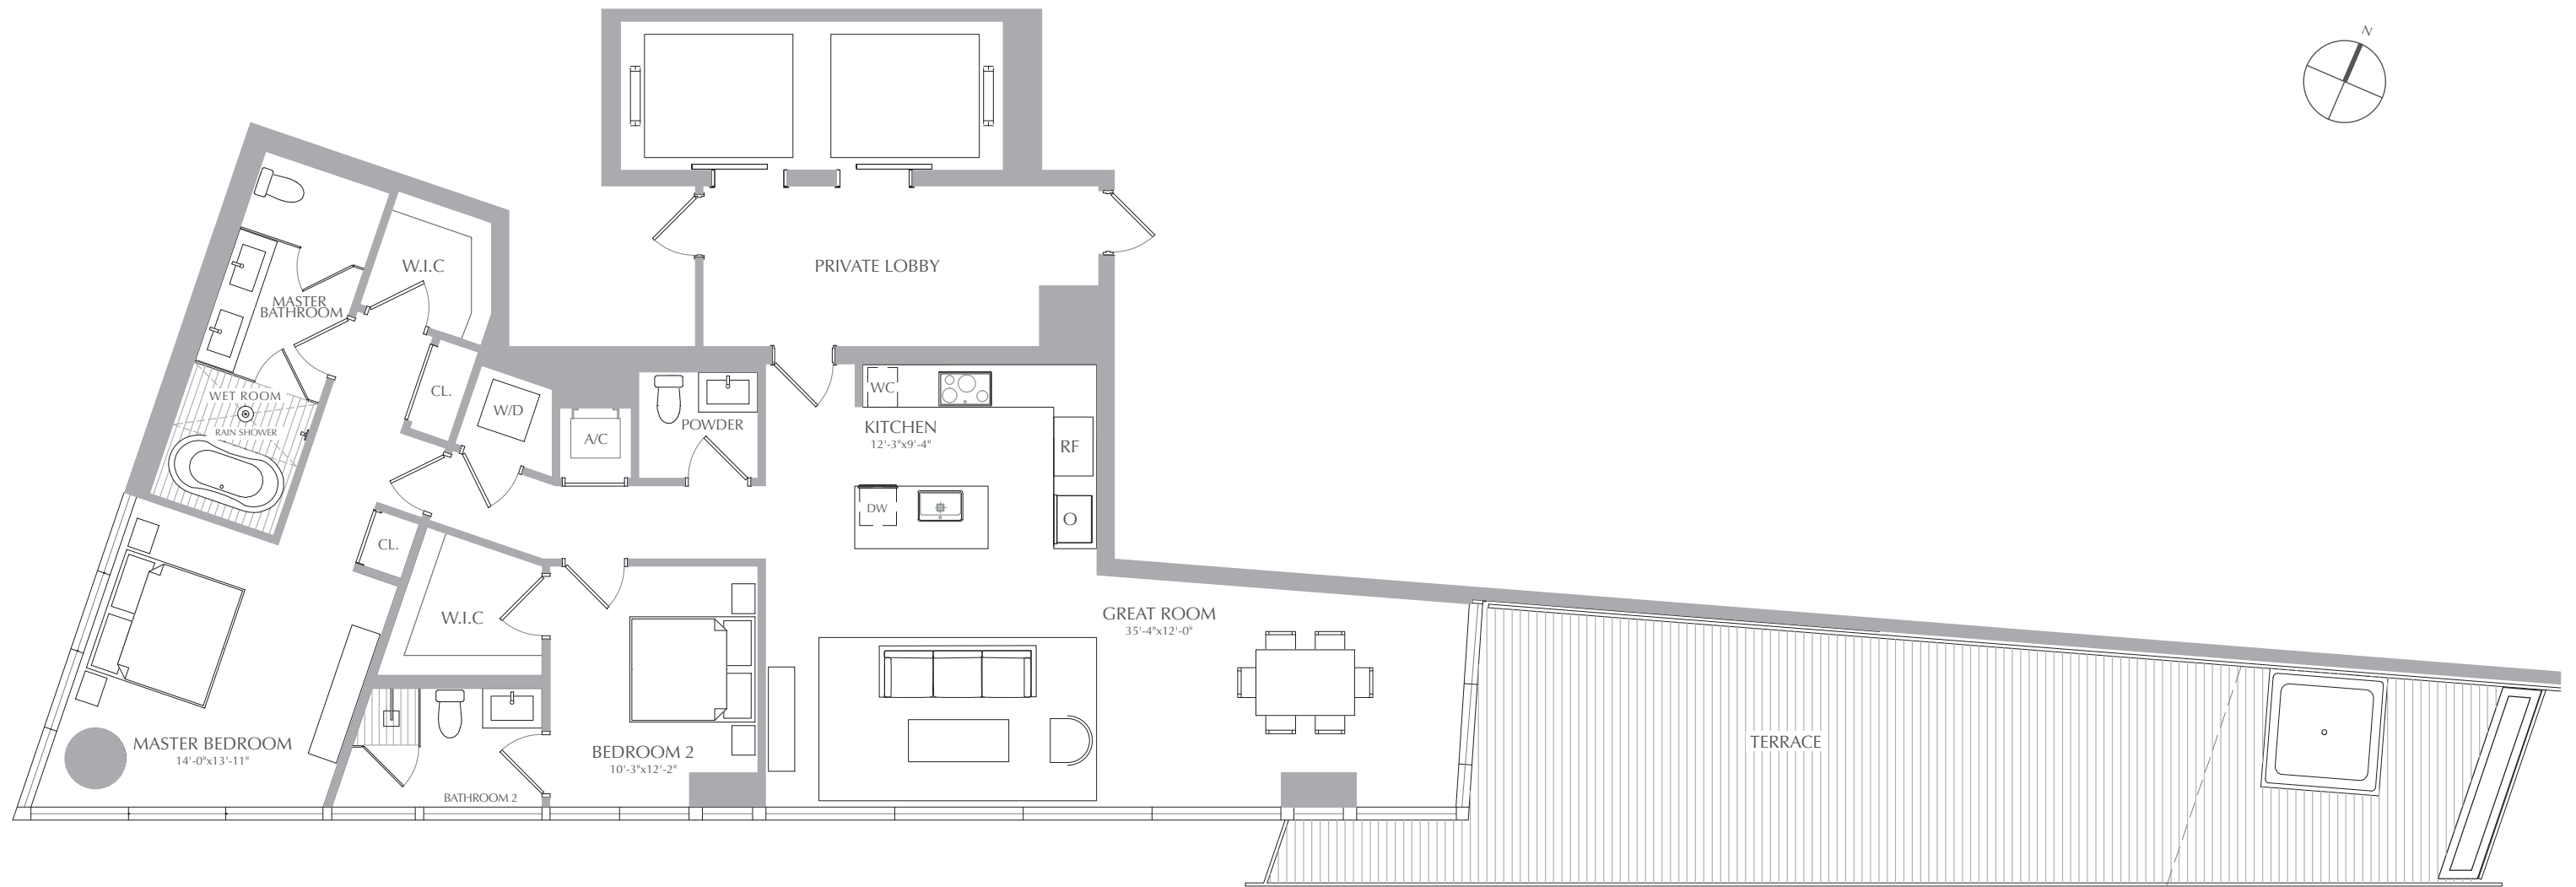 N
W.I.C
PRIVATE LOBBY
MASTER
BATHROOM
WET ROOM
RAIN SHOWER
CL.
W/D
A/C
POWDER
WC
KITCHEN
12'-3"x9'-4"
RF
DW
O
CL.
W.I.C
GREAT ROOM
35'-4"x12'-0"
MASTER BEDROOM
14'-0"x13'-11"
BEDROOM 2
10'-3"x12'-2"
BATHROOM 2
TERRACE